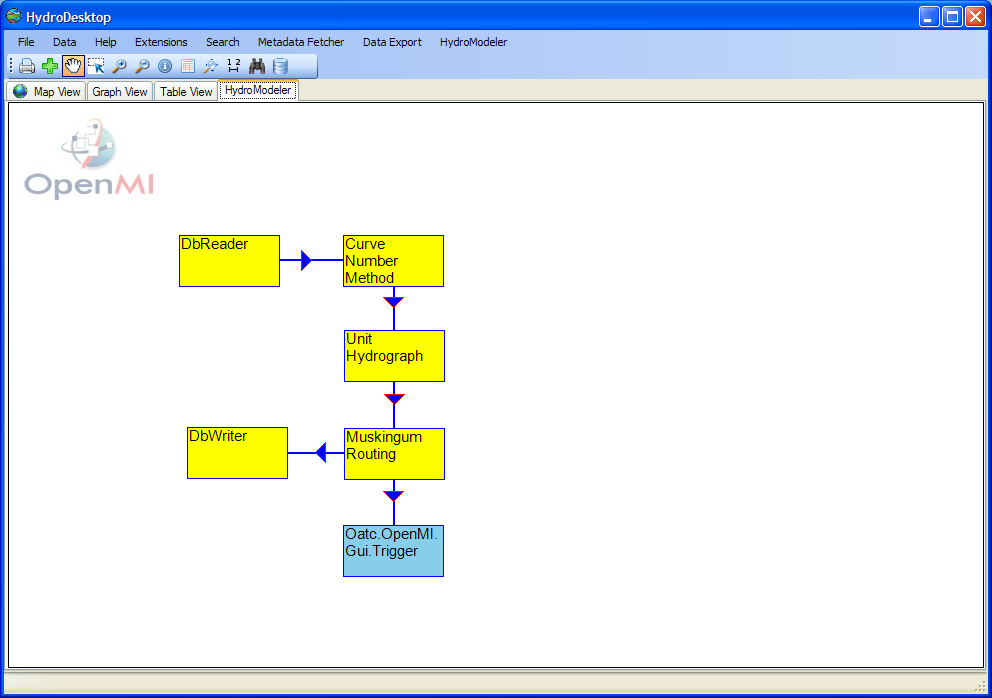 HydroDesktop
File Data Help Extensions Search Metadata Fetcher Data Export HydroModeler
1 2
Map View Graph View Table View HydroModeler
OpenMI
DbReader
Curve
Number
Method
Unit
Hydrograph
DbWriter
Muskingum
Routing
Oatc.OpenMI.
Gui.Trigger